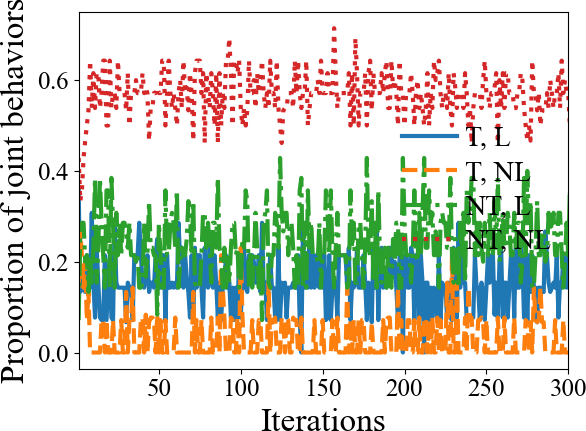 Proportion of joint behaviors
0.6
0.4
0.2
0.0
T, L
T, NL
NT, L
NT, NL
50
100
150
200
250
300
Iterations